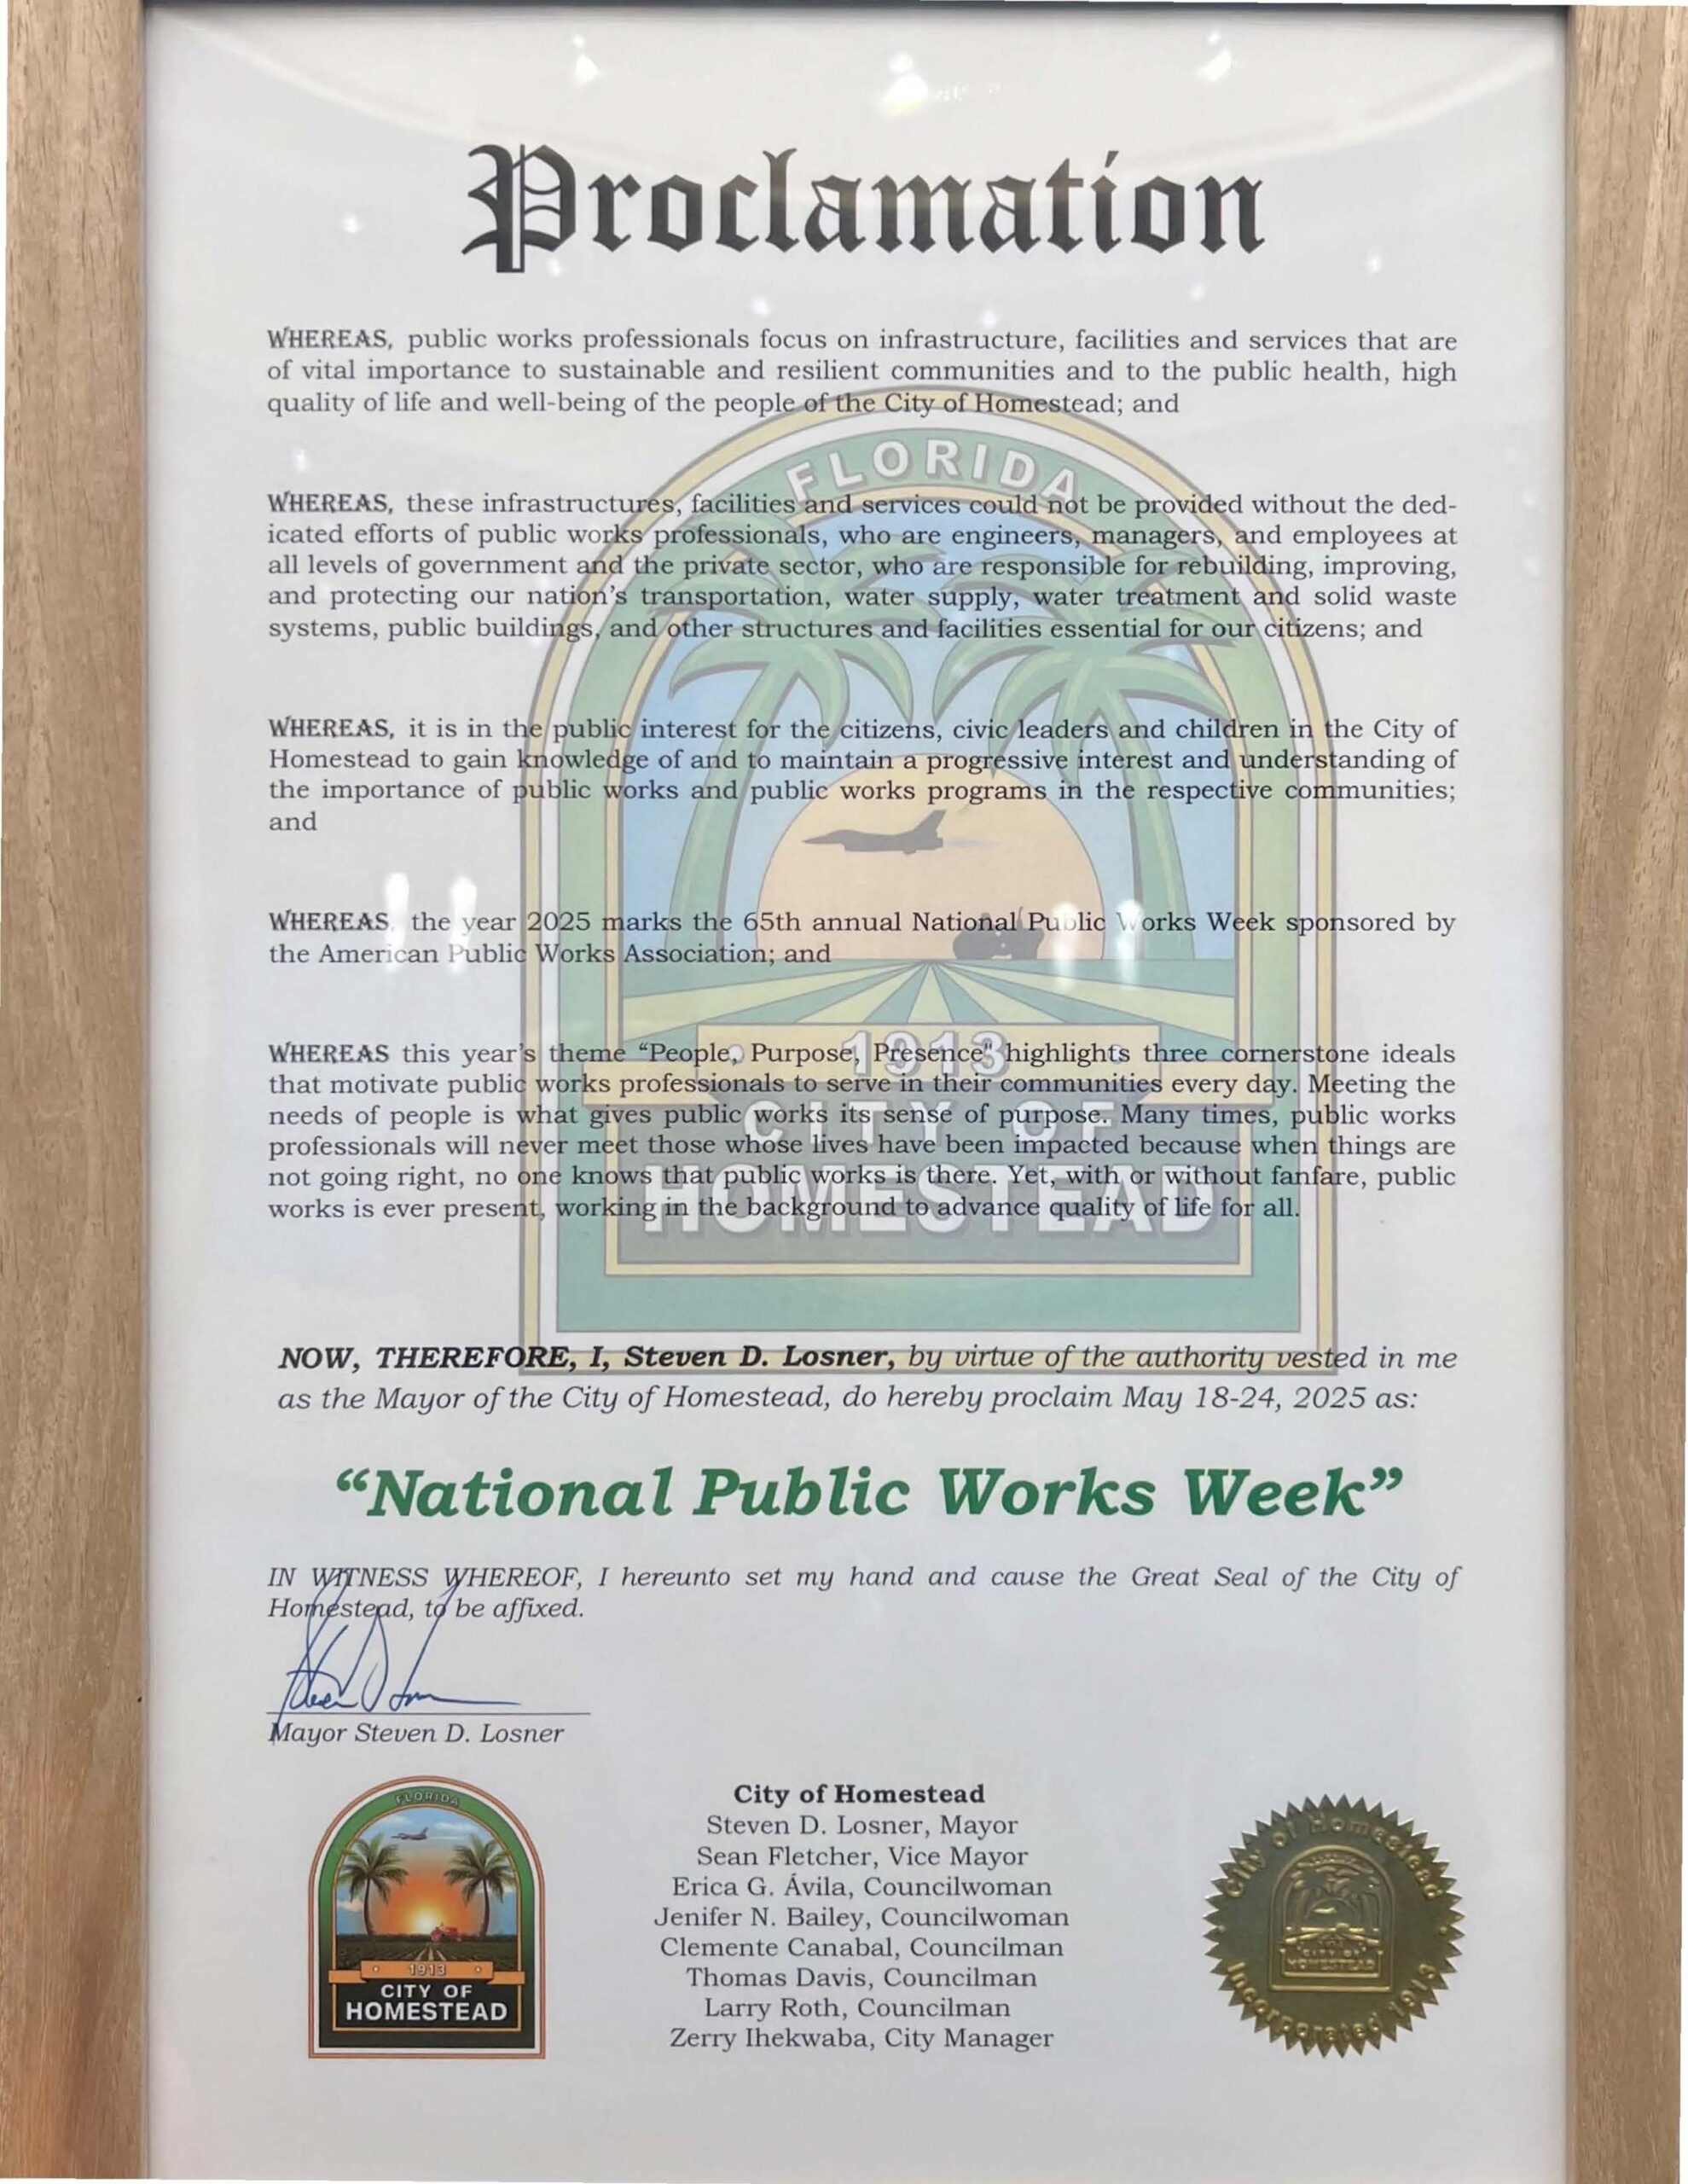 Proclamation
WHEREAS, public works professionals focus on infrastructure, facilities and services that are
of vital importance to sustainable and resilient communities and to the public health, high
quality of life and well-being of the people of the City of Homestead; and
FLORIDA
WHEREAS, these infrastructures, facilities and services could not be provided without the ded-
icated efforts of public works professionals, who are engineers, managers, and employees at
all levels of government and the private sector, who are responsible for rebuilding, improving,
and protecting our nation's transportation, water supply, water treatment and solid waste
systems, public buildings, and other structures and facilities essential for our citizens; and
WHEREAS, it is in the public interest for the citizens, civic leaders and children in the City of
Homestead to gain knowledge of and to maintain a progressive interest and understanding of
the importance of public works and public works programs in the respective communities;
and
WHEREAS, the year 2025 marks the 65th annual National Public Works Week sponsored by
the American Public Works Association; and
1913
WHEREAS this year's theme “People, Purpose, Presence" highlights three cornerstone ideals
that motivate public works professionals to serve in their communities every day. Meeting the
needs of people is what gives public works its sense of purpose. Many times, public works
CITY OF
professionals will never meet those whose lives have been impacted because when things are
not going right, no one knows that public works is there. Yet, with or without fanfare, public
works is ever present, working in the background to advance quality of life for all.
HOMESTEAD
NOW, THEREFORE, I, Steven D. Losner, by virtue of the authority vested in me
as the Mayor of the City of Homestead, do hereby proclaim May 18-24, 2025 as:
“National Public Works Week”
IN WITNESS WHEREOF, I hereunto set my hand and cause the Great Seal of the City of
Homestead, to be affixed.
Mayor Steven D. Losner
FLORIDA
1913
CITY OF
HOMESTEAD
City of Homestead
Steven D. Losner, Mayor
Sean Fletcher, Vice Mayor
Erica G. Ávila, Councilwoman
Jenifer N. Bailey, Councilwoman
Clemente Canabal, Councilman
Thomas Davis, Councilman
Larry Roth, Councilman
Zerry Ihekwaba, City Manager
City of Homestead
CITY OF
HOMESTEAD
Incorporated 1913